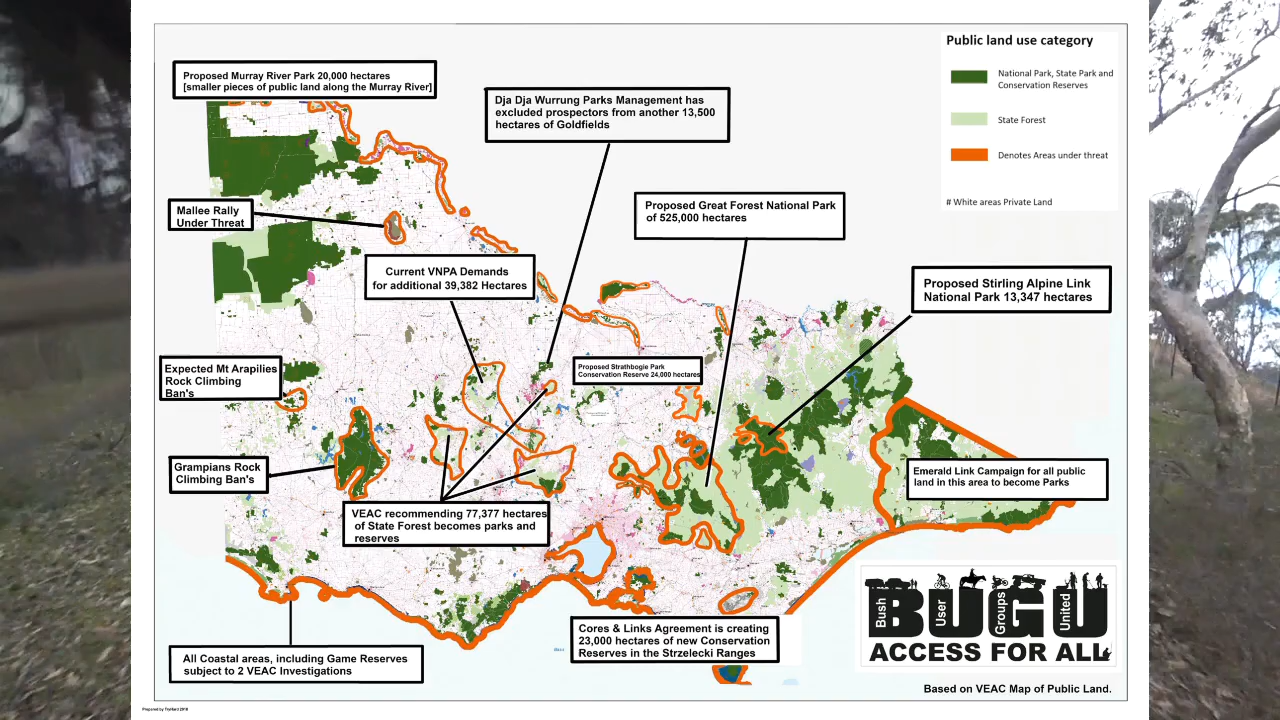 Public land use category
National Park, State Park and
Conservation Reserves
State Forest
Denotes Areas under threat
# White areas Private Land
Proposed Murray River Park 20,000 hectares
[smaller pieces of public land along the Murray River]
Dja Dja Wurrung Parks Management has
excluded prospectors from another 13,500
hectares of Goldfields
Mallee Rally
Under Threat
Proposed Great Forest National Park
of 525,000 hectares
Current VNPA Demands
for additional 39,382 Hectares
Proposed Stirling Alpine Link
National Park 13,347 hectares
Expected Mt Arapilies
Rock Climbing
Ban's
Proposed Strathbogie Park
Conservation Reserve 24,000 hectares
Grampians Rock
Climbing Ban's
Emerald Link Campaign for all public
land in this area to become Parks
VEAC recommending 77,377 hectares
of State Forest becomes parks and
reserves
Cores & Links Agreement is creating
23,000 hectares of new Conservation
Reserves in the Strzelecki Ranges
All Coastal areas, including Game Reserves
subject to 2 VEAC Investigations
BUGU
Bush
User
Groups
United
ACCESS FOR ALL
Based on VEAC Map of Public Land.